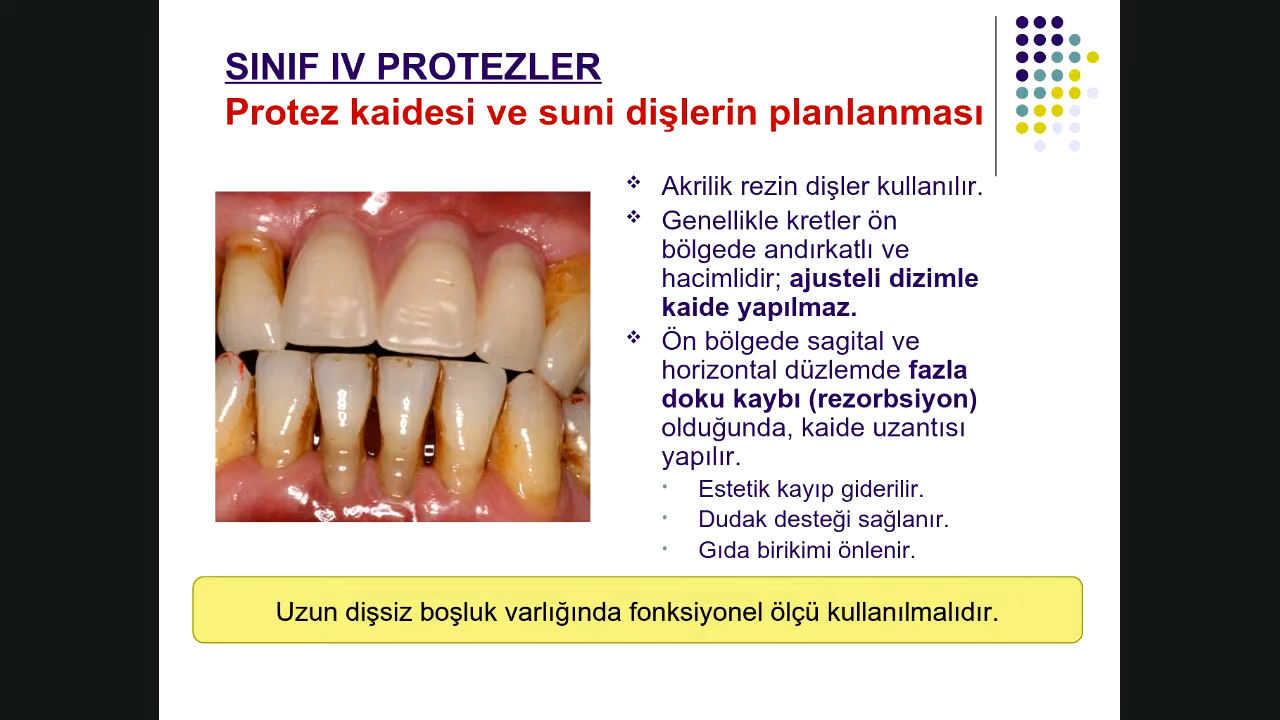 SINIF IV PROTEZLER
Protez kaidesi ve suni dişlerin planlanması
Akrilik rezin dişler kullanılır.
Genellikle kretler ön
bölgede andırkatlı ve
hacimlidir; ajusteli dizimle
kaide yapılmaz.
Ön bölgede sagital ve
horizontal düzlemde fazla
doku kaybı (rezorbsiyon)
olduğunda, kaide uzantısı
yapılır.
Estetik kayıp giderilir.
Dudak desteği sağlanır.
Gıda birikimi önlenir.
Uzun dişsiz boşluk varlığında fonksiyonel ölçü kullanılmalıdır.